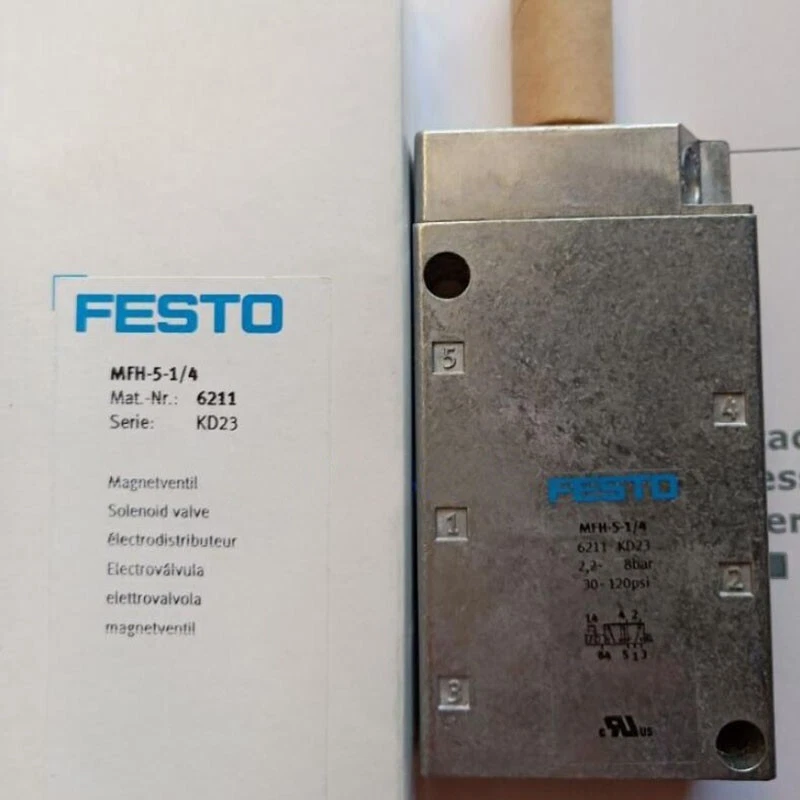 FESTO
MFH-5-1/4
Mat.-Nr.: 6211
Serie: KD23
Magnetventil
Solenoid valve
électrodistributeur
Electroválvula
elettrovalvola
magnetventil
5
4
1
2
3
FESTO
MFH-5-1/4
6211 KD23
2,2- 8bar
30-120psi
14 4 2
84 5 1 3
c RU us